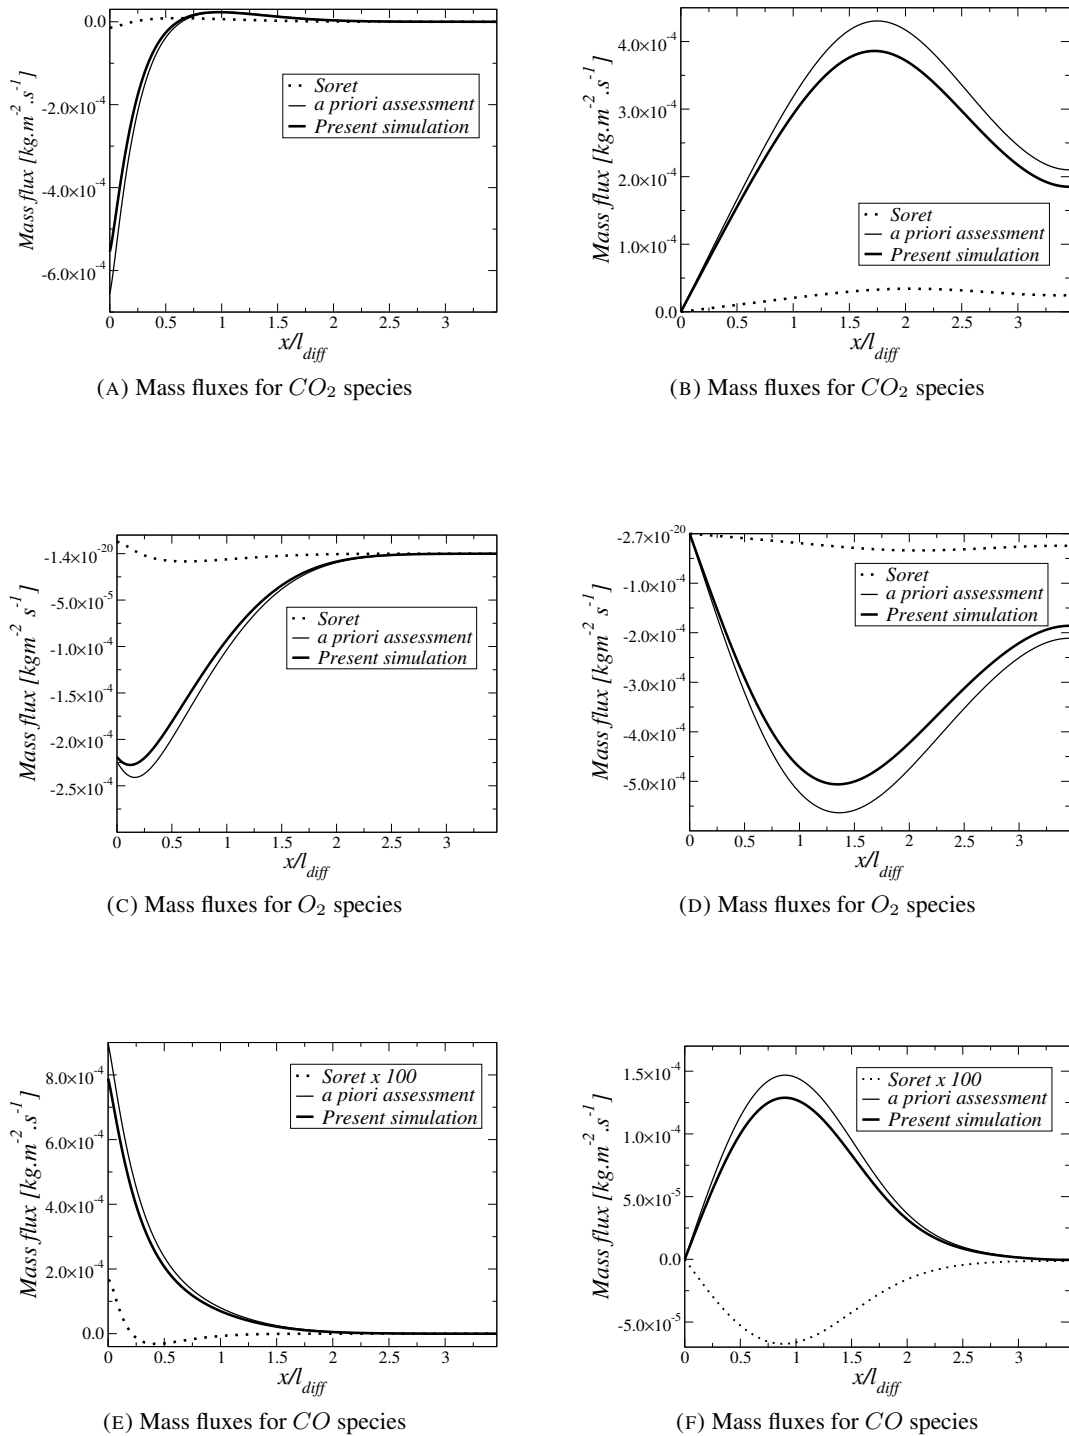 0.0
-2.0×10⁻⁴
-4.0×10⁻⁴
-6.0×10⁻⁴
Mass flux [kg.m⁻².s⁻¹]
Soret
a priori assessment
Present simulation
0 0.5 1 1.5 2 2.5 3
x/l_diff
(A) Mass fluxes for CO₂ species
4.0×10⁻⁴
3.0×10⁻⁴
2.0×10⁻⁴
1.0×10⁻⁴
0.0
Mass flux [kg.m⁻².s⁻¹]
Soret
a priori assessment
Present simulation
0 0.5 1 1.5 2 2.5 3
x/l_diff
(B) Mass fluxes for CO₂ species
-1.4×10⁻²⁰
-5.0×10⁻⁵
-1.0×10⁻⁴
-1.5×10⁻⁴
-2.0×10⁻⁴
-2.5×10⁻⁴
Mass flux [kgm⁻² s⁻¹]
Soret
a priori assessment
Present simulation
0 0.5 1 1.5 2 2.5 3
x/l_diff
(C) Mass fluxes for O₂ species
-2.7×10⁻²⁰
-1.0×10⁻⁴
-2.0×10⁻⁴
-3.0×10⁻⁴
-4.0×10⁻⁴
-5.0×10⁻⁴
Mass flux [kgm⁻² s⁻¹]
Soret
a priori assessment
Present simulation
0 0.5 1 1.5 2 2.5 3
x/l_diff
(D) Mass fluxes for O₂ species
8.0×10⁻⁴
6.0×10⁻⁴
4.0×10⁻⁴
2.0×10⁻⁴
0.0
Mass flux [kg.m⁻².s⁻¹]
Soret x 100
a piori assessment
Present simulation
0 0.5 1 1.5 2 2.5 3
x/l_diff
(E) Mass fluxes for CO species
1.5×10⁻⁴
1.0×10⁻⁴
5.0×10⁻⁵
0.0
-5.0×10⁻⁵
Mass flux [kg.m⁻².s⁻¹]
Soret x 100
a priori assessment
Present simulation
0 0.5 1 1.5 2 2.5 3
x/l_diff
(F) Mass fluxes for CO species